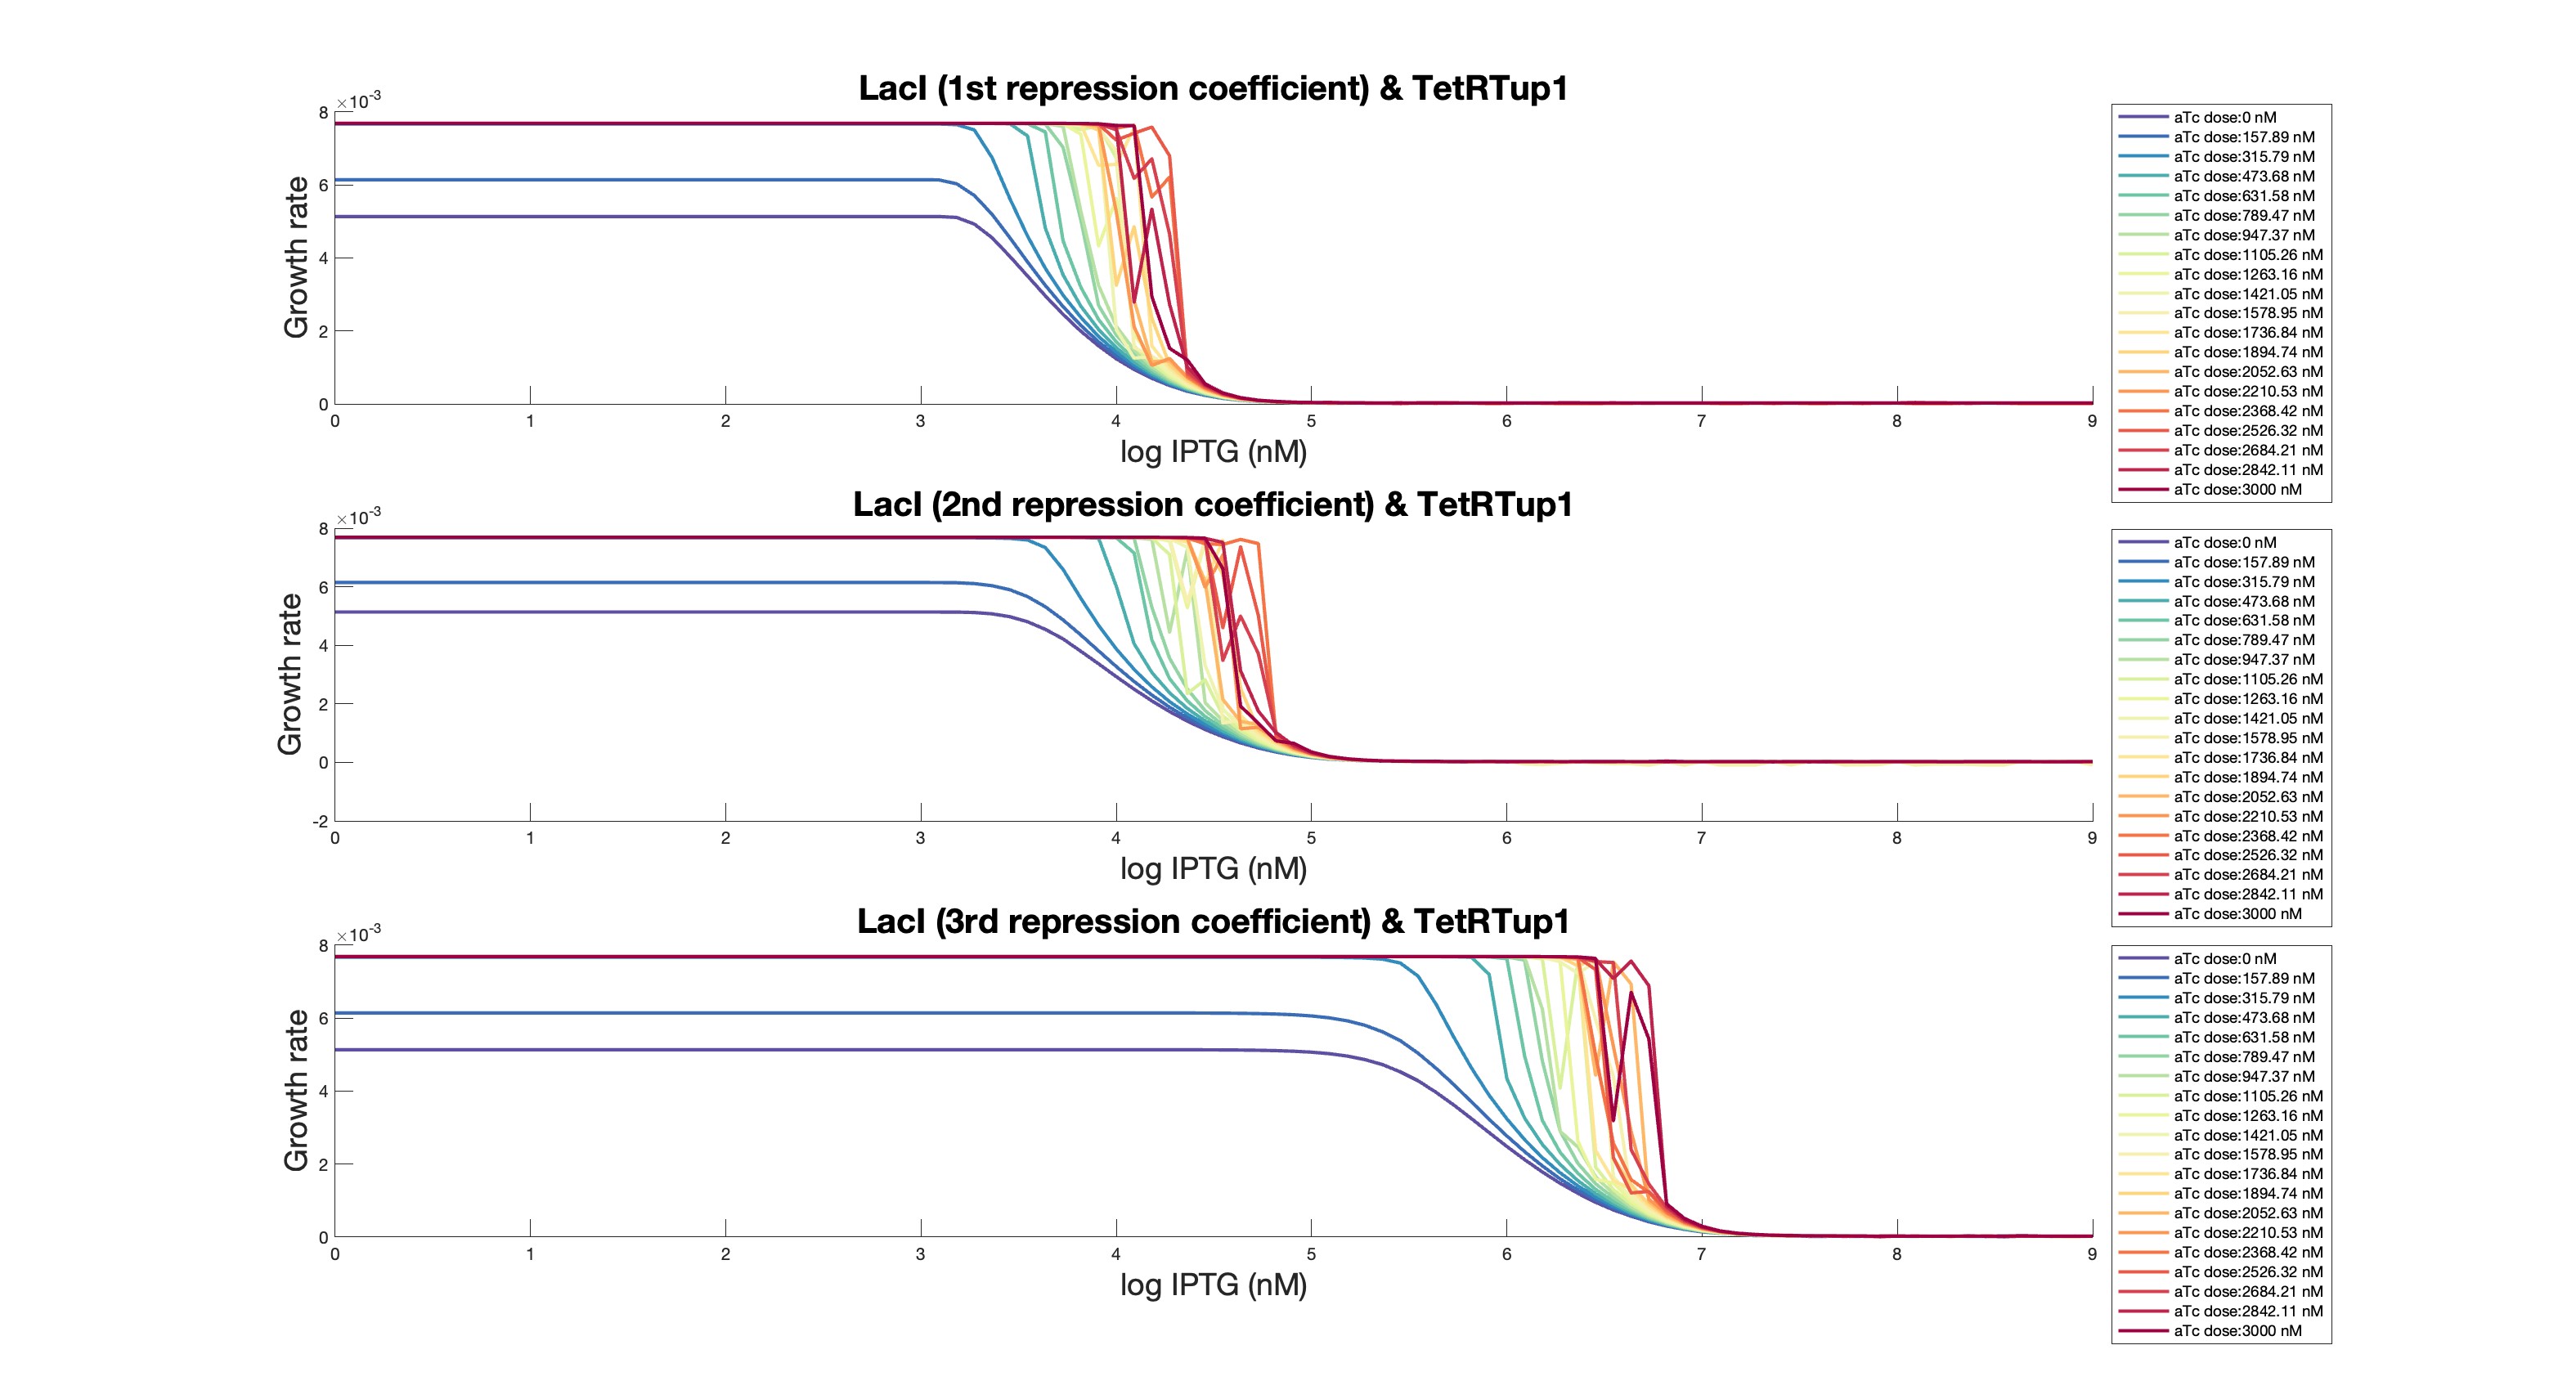 LacI (1st repression coefficient) & TetRTup1
×10-3
8
6
4
2
0
Growth rate
0 1 2 3 4 5 6 7 8 9
log IPTG (nM)
aTc dose:0 nM
aTc dose:157.89 nM
aTc dose:315.79 nM
aTc dose:473.68 nM
aTc dose:631.58 nM
aTc dose:789.47 nM
aTc dose:947.37 nM
aTc dose:1105.26 nM
aTc dose:1263.16 nM
aTc dose:1421.05 nM
aTc dose:1578.95 nM
aTc dose:1736.84 nM
aTc dose:1894.74 nM
aTc dose:2052.63 nM
aTc dose:2210.53 nM
aTc dose:2368.42 nM
aTc dose:2526.32 nM
aTc dose:2684.21 nM
aTc dose:2842.11 nM
aTc dose:3000 nM
LacI (2nd repression coefficient) & TetRTup1
×10-3
8
6
4
2
0
-2
Growth rate
0 1 2 3 4 5 6 7 8 9
log IPTG (nM)
aTc dose:0 nM
aTc dose:157.89 nM
aTc dose:315.79 nM
aTc dose:473.68 nM
aTc dose:631.58 nM
aTc dose:789.47 nM
aTc dose:947.37 nM
aTc dose:1105.26 nM
aTc dose:1263.16 nM
aTc dose:1421.05 nM
aTc dose:1578.95 nM
aTc dose:1736.84 nM
aTc dose:1894.74 nM
aTc dose:2052.63 nM
aTc dose:2210.53 nM
aTc dose:2368.42 nM
aTc dose:2526.32 nM
aTc dose:2684.21 nM
aTc dose:2842.11 nM
aTc dose:3000 nM
LacI (3rd repression coefficient) & TetRTup1
×10-3
8
6
4
2
0
Growth rate
0 1 2 3 4 5 6 7 8 9
log IPTG (nM)
aTc dose:0 nM
aTc dose:157.89 nM
aTc dose:315.79 nM
aTc dose:473.68 nM
aTc dose:631.58 nM
aTc dose:789.47 nM
aTc dose:947.37 nM
aTc dose:1105.26 nM
aTc dose:1263.16 nM
aTc dose:1421.05 nM
aTc dose:1578.95 nM
aTc dose:1736.84 nM
aTc dose:1894.74 nM
aTc dose:2052.63 nM
aTc dose:2210.53 nM
aTc dose:2368.42 nM
aTc dose:2526.32 nM
aTc dose:2684.21 nM
aTc dose:2842.11 nM
aTc dose:3000 nM